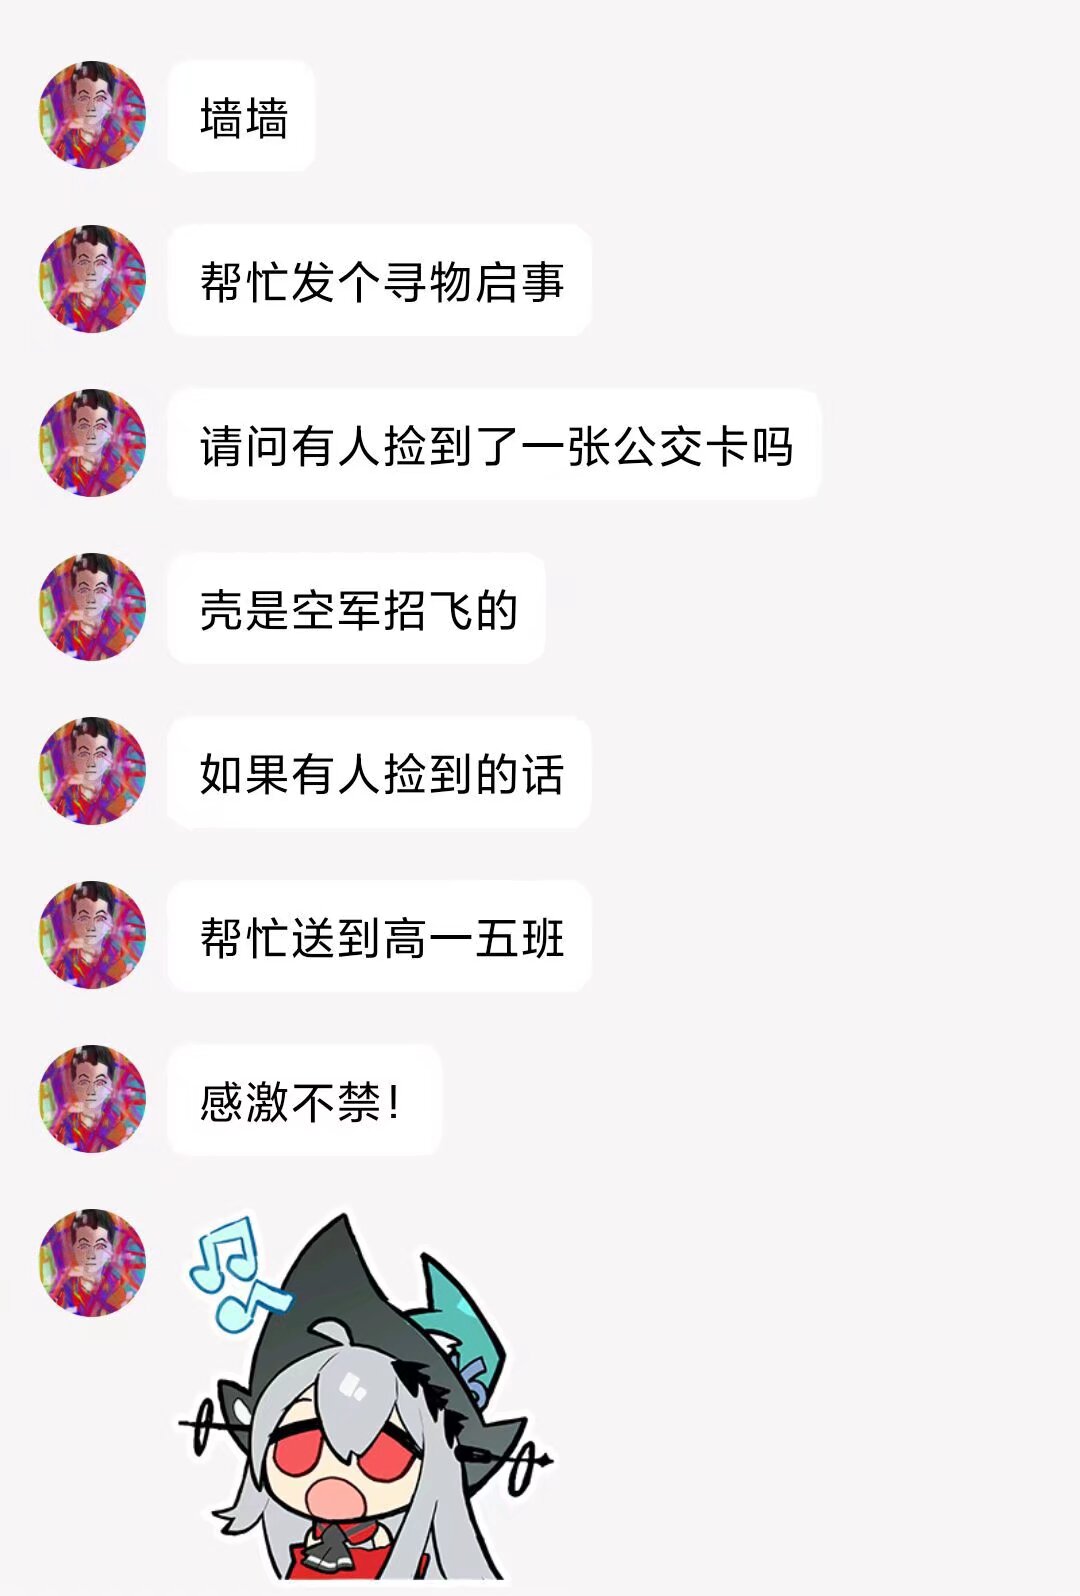 墙墙
帮忙发个寻物启事
请问有人捡到了一张公交卡吗
壳是空军招飞的
如果有人捡到的话
帮忙送到高一五班
感激不禁！